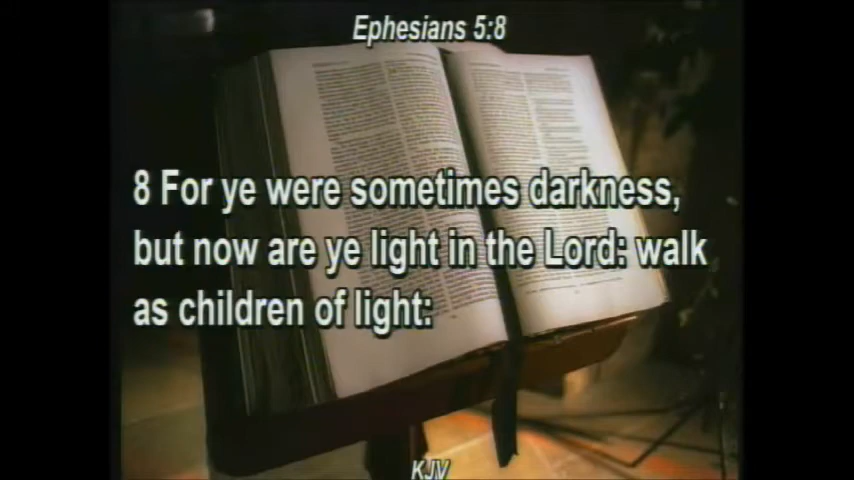 Ephesians 5:8
8 For ye were sometimes darkness,
but now are ye light in the Lord: walk
as children of light:
KJV